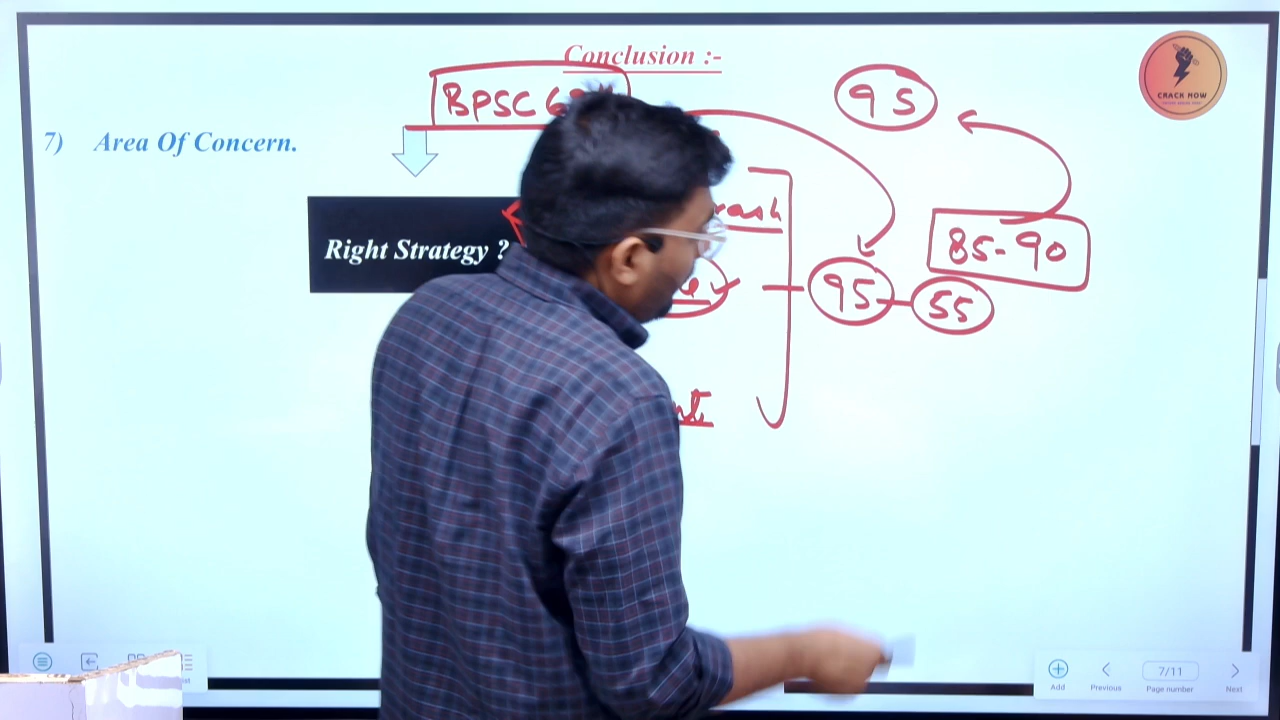 Conclusion :-
BPSC
95
CRACK NOW
7) Area Of Concern.
85-90
Right Strategy ?
95 - 55
Add
Previous
7/11
Page number
Next